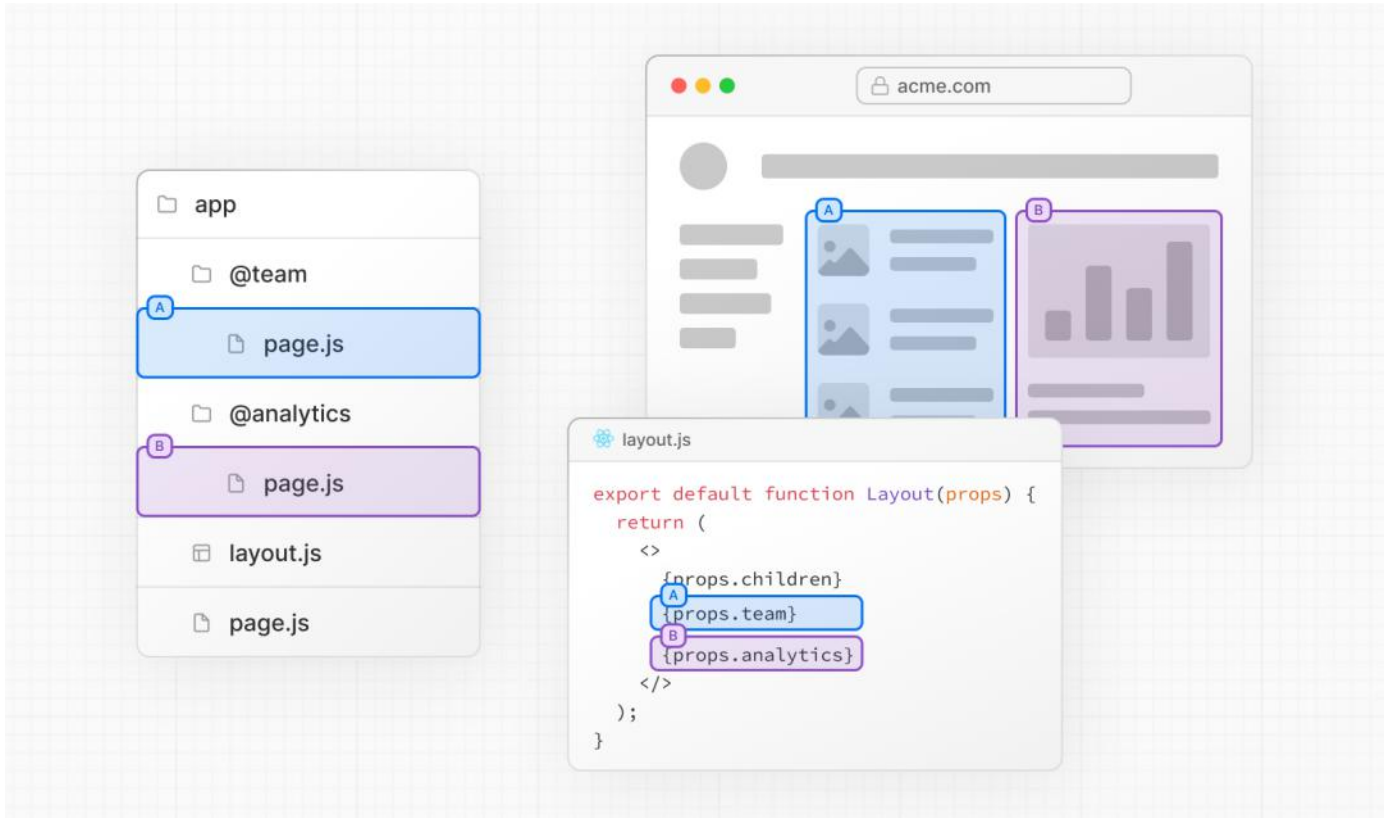 app
@team
A
page.js
@analytics
B
page.js
layout.js
page.js
acme.com
A
B
layout.js
export default function Layout(props) {
return (
<>
{props.children}
A
{props.team}
B
{props.analytics}
</>
);
}